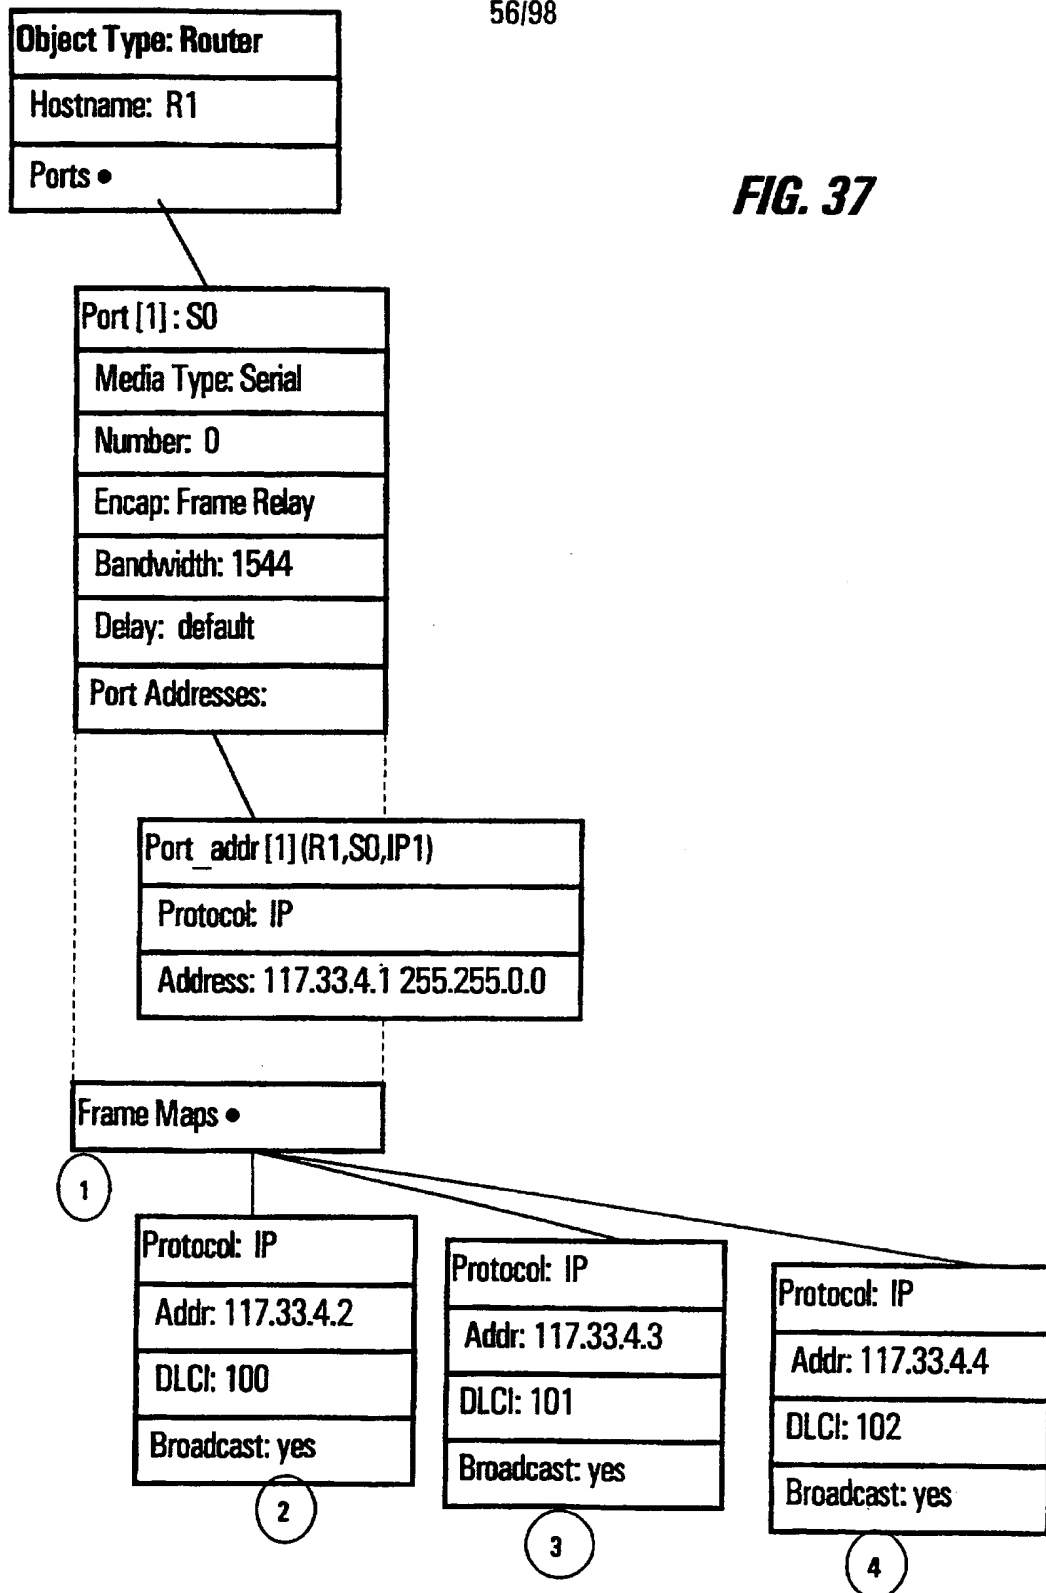 56/98
Object Type: Router
Hostname: R1
Ports •
FIG. 37
Port [1] : S0
Media Type: Serial
Number: 0
Encap: Frame Relay
Bandwidth: 1544
Delay: default
Port Addresses:
Port_addr [1] (R1,S0,IP1)
Protocol: IP
Address: 117.33.4.1 255.255.0.0
Frame Maps •
1
Protocol: IP
Addr: 117.33.4.2
DLCI: 100
Broadcast: yes
2
Protocol: IP
Addr: 117.33.4.3
DLCI: 101
Broadcast: yes
3
Protocol: IP
Addr: 117.33.4.4
DLCI: 102
Broadcast: yes
4